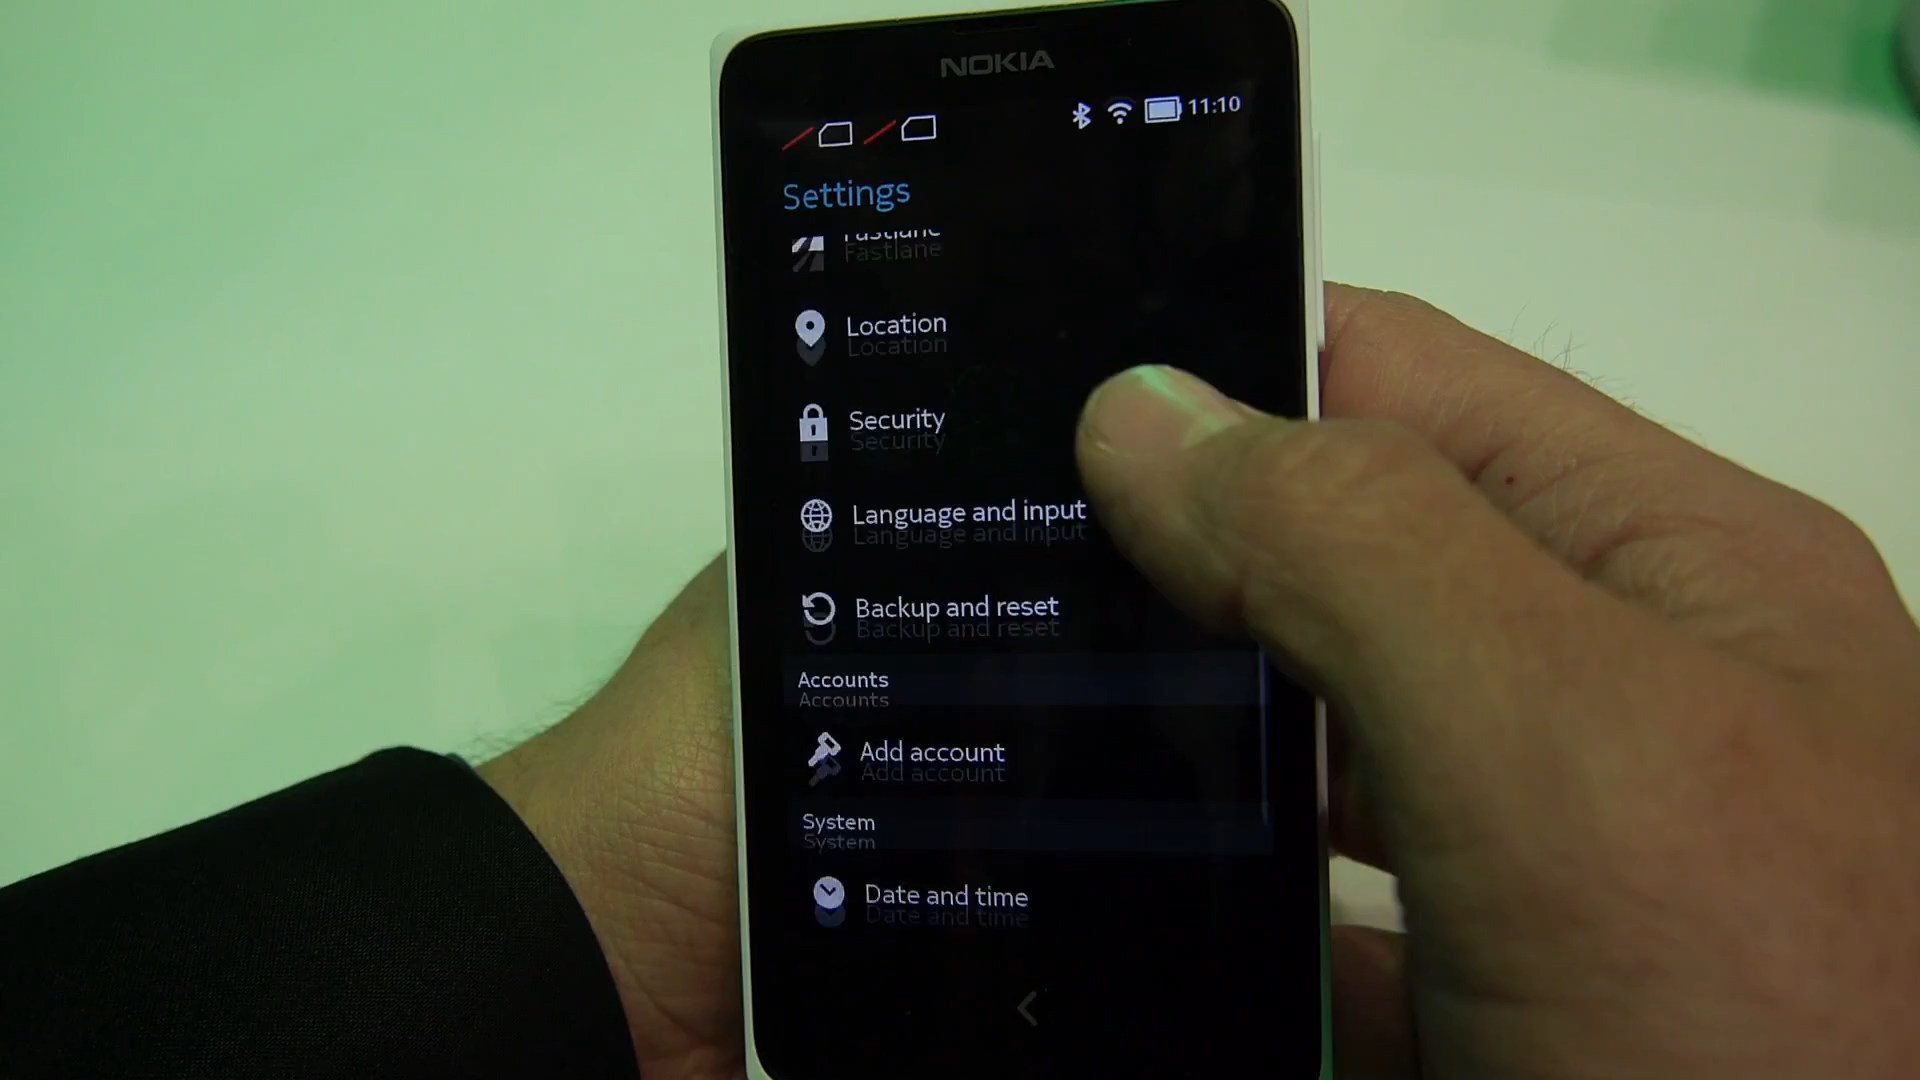 NOKIA
11:10
Settings
Fastlane
Location
Security
Language and input
Backup and reset
Accounts
Add account
System
Date and time